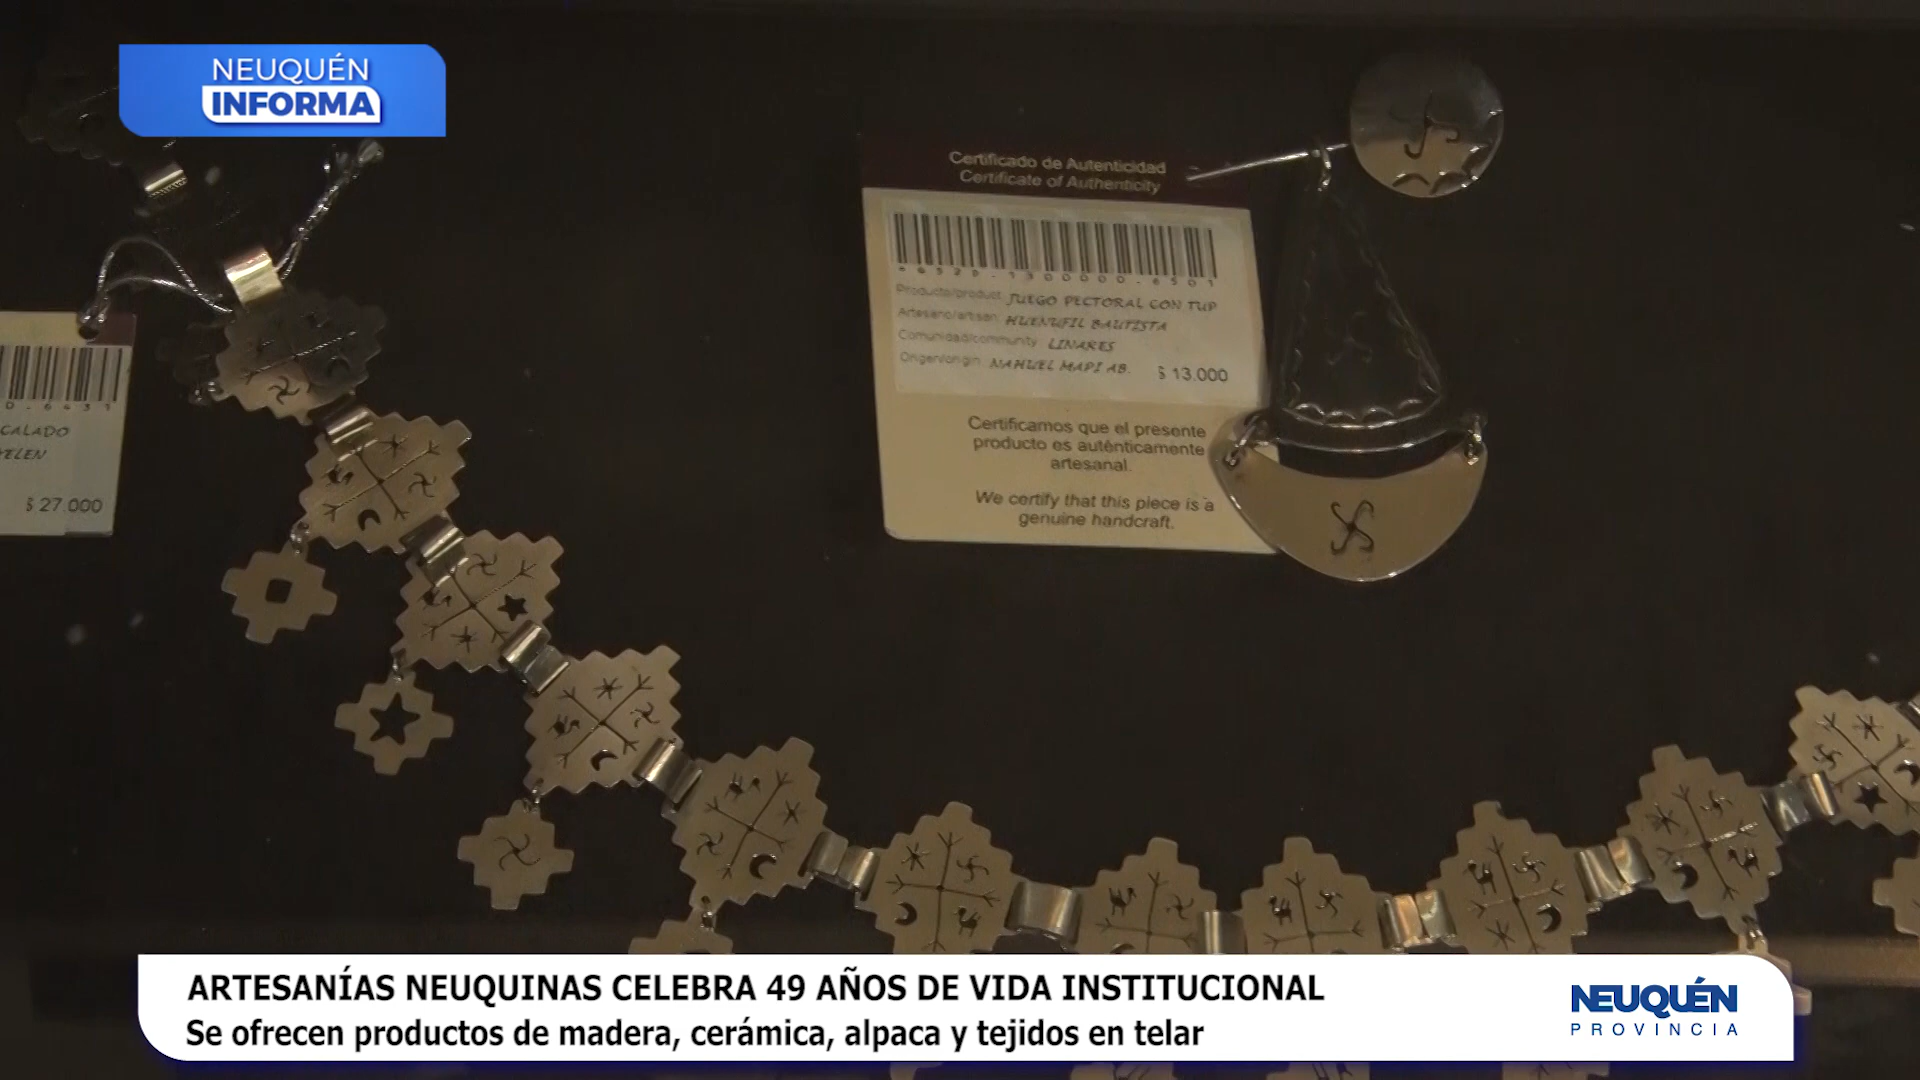 NEUQUÉN
INFORMA
Certificado de Autenticidad
Certificate of Authenticity
Producto/product: JUEGO PECTORAL CON TUP
Artesano/artisan: HUENUFIL BAUTISTA
Comunidad/community: LINARES
Origen/origin: NAHUEL MAPI AB. $ 13.000
Certificamos que el presente
producto es auténticamente
artesanal.
We certify that this piece is a
genuine handcraft.
CALADO
YELEN
$ 27.000
ARTESANÍAS NEUQUINAS CELEBRA 49 AÑOS DE VIDA INSTITUCIONAL
Se ofrecen productos de madera, cerámica, alpaca y tejidos en telar
NEUQUÉN
PROVINCIA